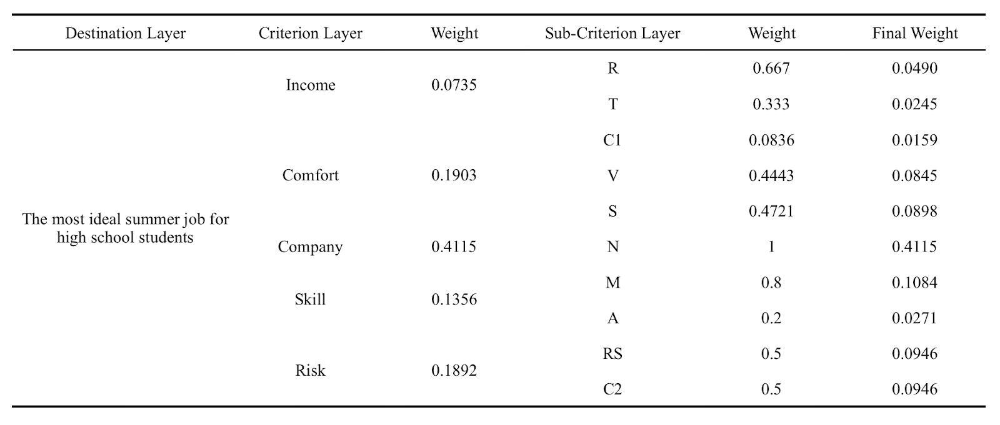 Destination Layer Criterion Layer Weight Sub-Criterion Layer Weight Final Weight
R 0.667 0.0490
Income 0.0735
T 0.333 0.0245
C1 0.0836 0.0159
Comfort 0.1903 V 0.4443 0.0845
S 0.4721 0.0898
The most ideal summer job for
high school students
Company 0.4115 N 1 0.4115
M 0.8 0.1084
Skill 0.1356
A 0.2 0.0271
RS 0.5 0.0946
Risk 0.1892
C2 0.5 0.0946